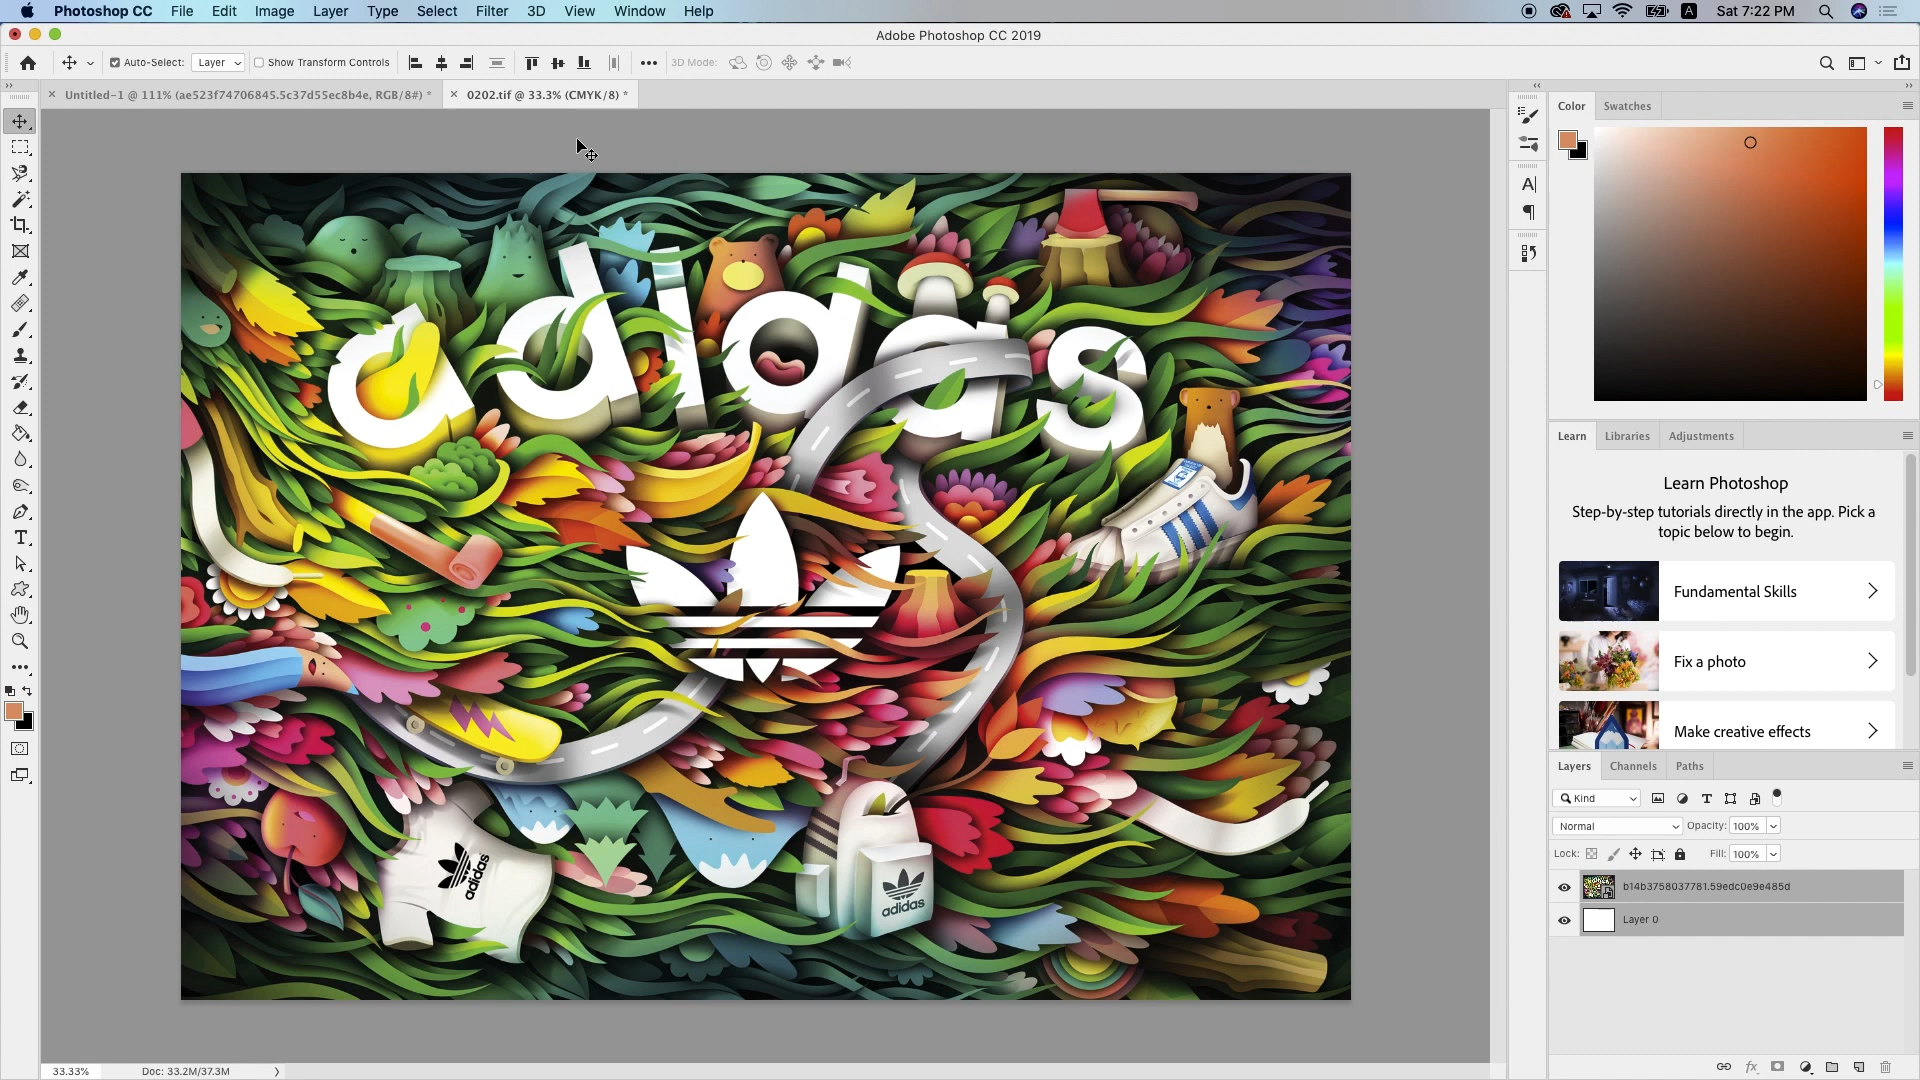 Photoshop CC File Edit Image Layer Type Select Filter 3D View Window Help A Sat 7:22 PM
Adobe Photoshop CC 2019
Auto-Select: Layer Show Transform Controls 3D Mode:
Untitled-1 @ 111% (ae523f74706845.5c37d55ec8b4e, RGB/8#) * 0202.tif @ 33.3% (CMYK/8) *
Color Swatches
adidas
Learn Libraries Adjustments
Learn Photoshop
Step-by-step tutorials directly in the app. Pick a
topic below to begin.
Fundamental Skills
Fix a photo
Make creative effects
Layers Channels Paths
Kind
Normal Opacity: 100%
Lock: Fill: 100%
adidas
adidas
b14b3758037781.59edc0e9e485d
Layer 0
33.33% Doc: 33.2M/37.3M